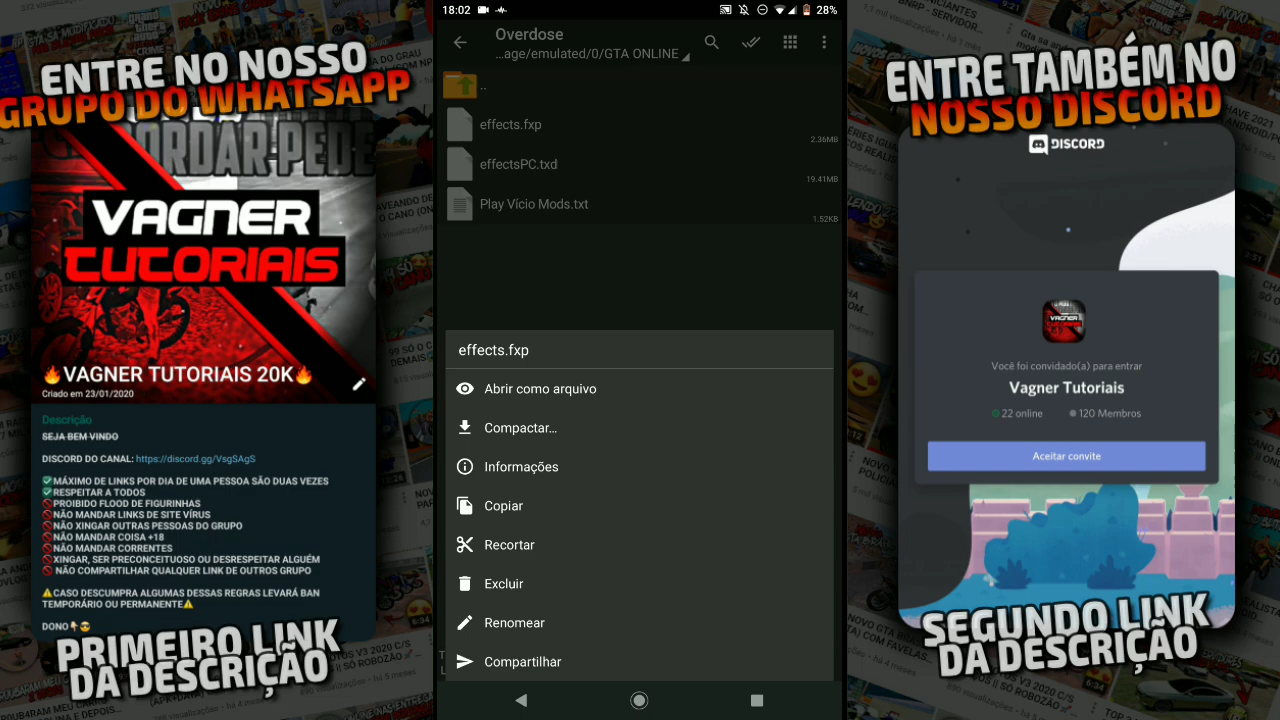 ENTRE NO NOSSO
GRUPO DO WHATSAPP
VAGNER
TUTORIAIS
🔥VAGNER TUTORIAIS 20K🔥
Criado em 23/01/2020
Descrição
SEJA BEM VINDO
DISCORD DO CANAL: https://discord.gg/VsgSAgS
✅MÁXIMO DE LINKS POR DIA DE UMA PESSOA SÃO DUAS VEZES
✅RESPEITAR A TODOS
🚫PROIBIDO FLOOD DE FIGURINHAS
🚫NÃO MANDAR LINKS DE SITE VÍRUS
🚫NÃO XINGAR OUTRAS PESSOAS DO GRUPO
🚫NÃO MANDAR COISA +18
🚫NÃO MANDAR CORRENTES
🚫XINGAR, SER PRECONCEITUOSO OU DESRESPEITAR ALGUÉM
🚫 NÃO COMPARTILHAR QUALQUER LINK DE OUTROS GRUPO
⚠️CASO DESCUMPRA ALGUMAS DESSAS REGRAS LEVARÁ BAN
TEMPORÁRIO OU PERMANENTE⚠️
DONO👇😎
PRIMEIRO LINK
DA DESCRIÇÃO
18:02
28%
Overdose
...age/emulated/0/GTA ONLINE
..
effects.fxp
2.36MB
effectsPC.txd
19.41MB
Play Vício Mods.txt
1.52KB
effects.fxp
Abrir como arquivo
Compactar...
Informações
Copiar
Recortar
Excluir
Renomear
Compartilhar
ENTRE TAMBÉM NO
NOSSO DISCORD
DISCORD
VAGNER
TUTORIAIS
Você foi convidado(a) para entrar
Vagner Tutoriais
22 online
120 Membros
Aceitar convite
SEGUNDO LINK
DA DESCRIÇÃO